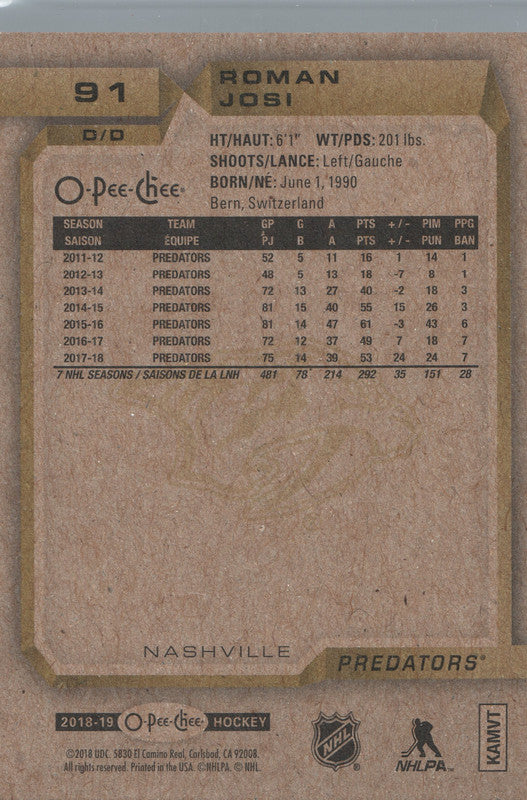 91
ROMAN
JOSI
D/D
HT/HAUT: 6'1" WT/PDS: 201 lbs.
SHOOTS/LANCE: Left/Gauche
BORN/NÉ: June 1, 1990
Bern, Switzerland
O-PEE-CHEE®
SEASON TEAM GP G A PTS +/- PIM PPG
SAISON ÉQUIPE PJ B A PTS +/- PUN BAN
2011-12 PREDATORS 52 5 11 16 1 14 1
2012-13 PREDATORS 48 5 13 18 -7 8 1
2013-14 PREDATORS 72 13 27 40 -2 18 3
2014-15 PREDATORS 81 15 40 55 15 26 3
2015-16 PREDATORS 81 14 47 61 -3 43 6
2016-17 PREDATORS 72 12 37 49 7 18 7
2017-18 PREDATORS 75 14 39 53 24 24 7
7 NHL SEASONS / SAISONS DE LA LNH 481 78 214 292 35 151 28
NASHVILLE
PREDATORS®
2018-19 O-PEE-CHEE® HOCKEY
©2018 UDC. 5830 El Camino Real, Carlsbad, CA 92008.
All rights reserved. Printed in the USA. ©NHLPA. © NHL.
NHL®
NHLPA™
KAMVT